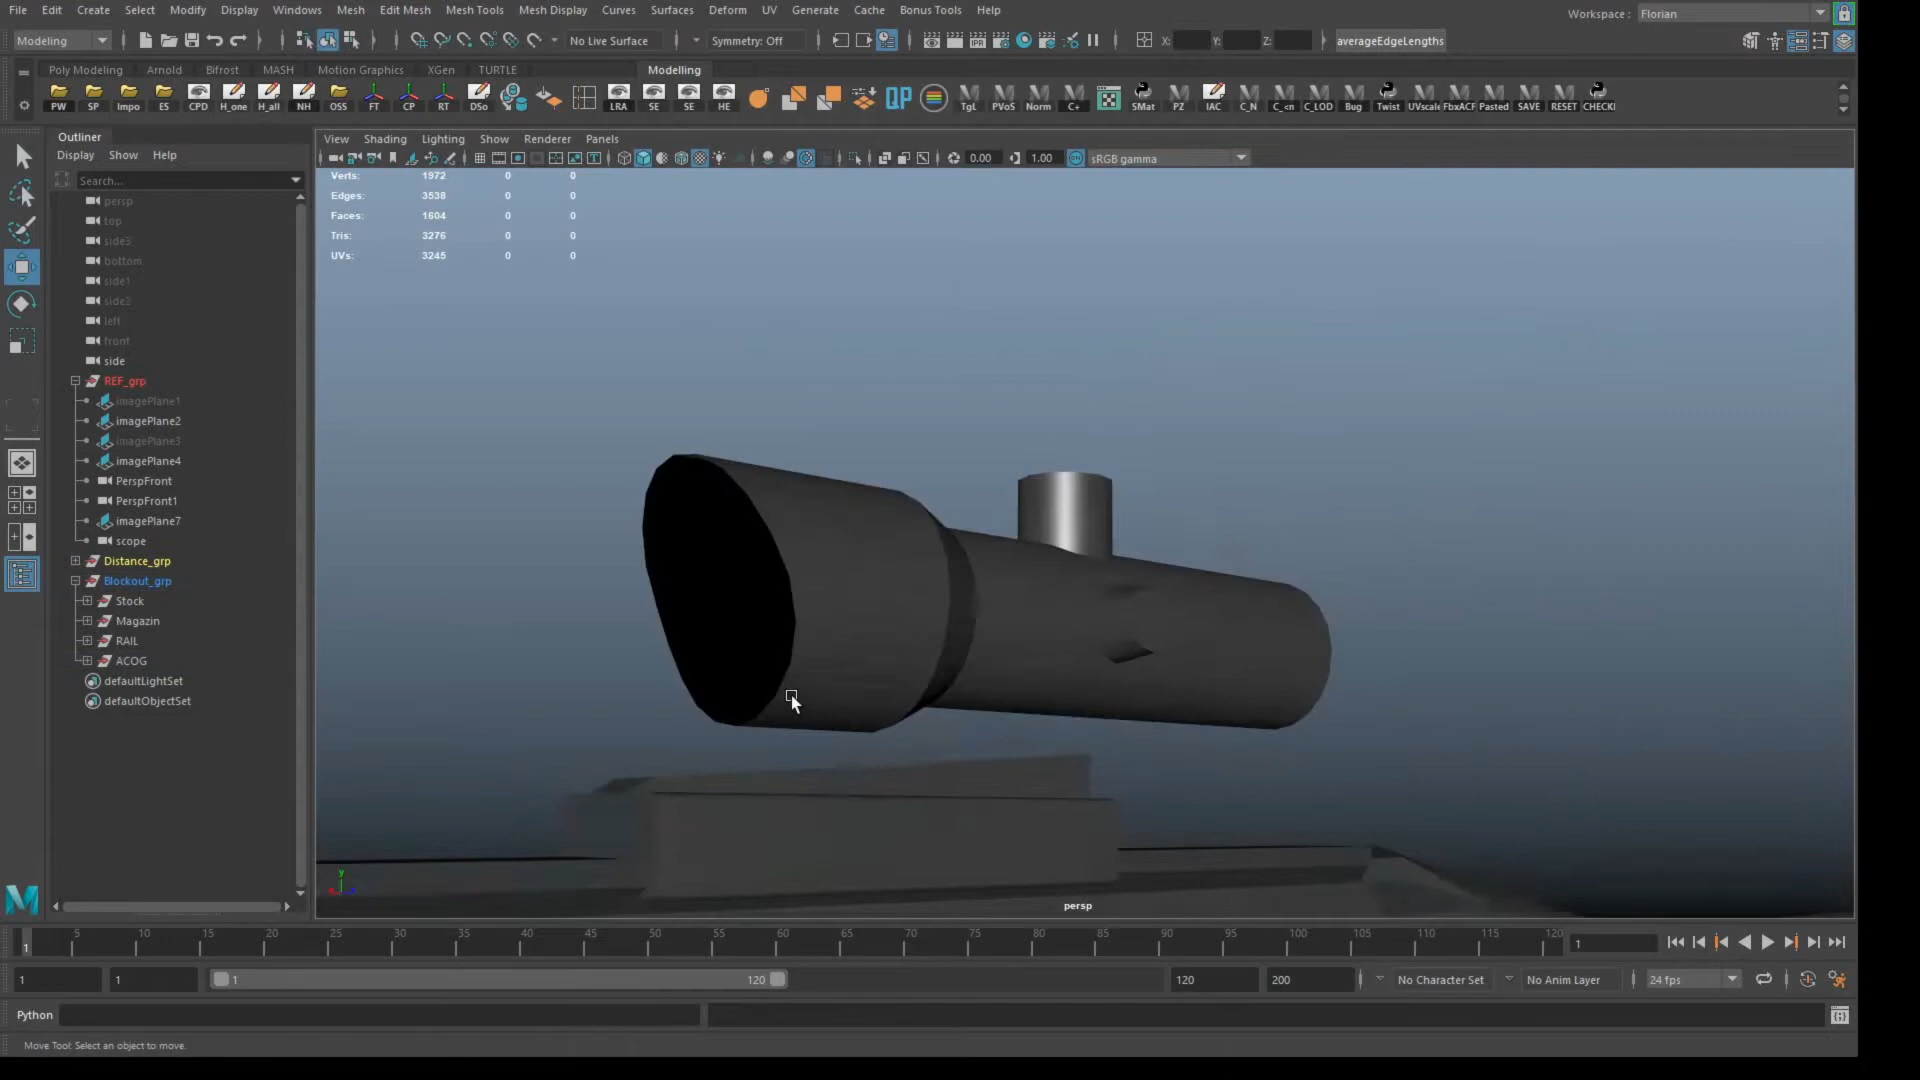 File Edit Create Select Modify Display Windows Mesh Edit Mesh Mesh Tools Mesh Display Curves Surfaces Deform UV Generate Cache Bonus Tools Help
Workspace : Florian
Modeling No Live Surface Symmetry: Off X: Y: Z: averageEdgeLengths
Poly Modeling Arnold Bifrost MASH Motion Graphics XGen TURTLE Modelling
PW SP Impo ES CPD H_one H_all NH OSS FT CP RT DSo LRA SE SE HE QP TgL PVoS Norm C+ SMat PZ IAC C_N C_<n C_LOD Bug Twist UVscale FbxACF Pasted SAVE RESET CHECKI
Outliner
Display Show Help
Search...
persp
top
side3
bottom
side1
side2
left
front
side
REF_grp
imagePlane1
imagePlane2
imagePlane3
imagePlane4
PerspFront
PerspFront1
imagePlane7
scope
Distance_grp
Blockout_grp
Stock
Magazin
RAIL
ACOG
defaultLightSet
defaultObjectSet
View Shading Lighting Show Renderer Panels
0.00 1.00 sRGB gamma
Verts: 1972 0 0
Edges: 3538 0 0
Faces: 1604 0 0
Tris: 3276 0 0
UVs: 3245 0 0
y
persp
1 5 10 15 20 25 30 35 40 45 50 55 60 65 70 75 80 85 90 95 100 105 110 115 120 1
1 1 1 120 120 200 No Character Set No Anim Layer 24 fps
Python
Move Tool: Select an object to move.